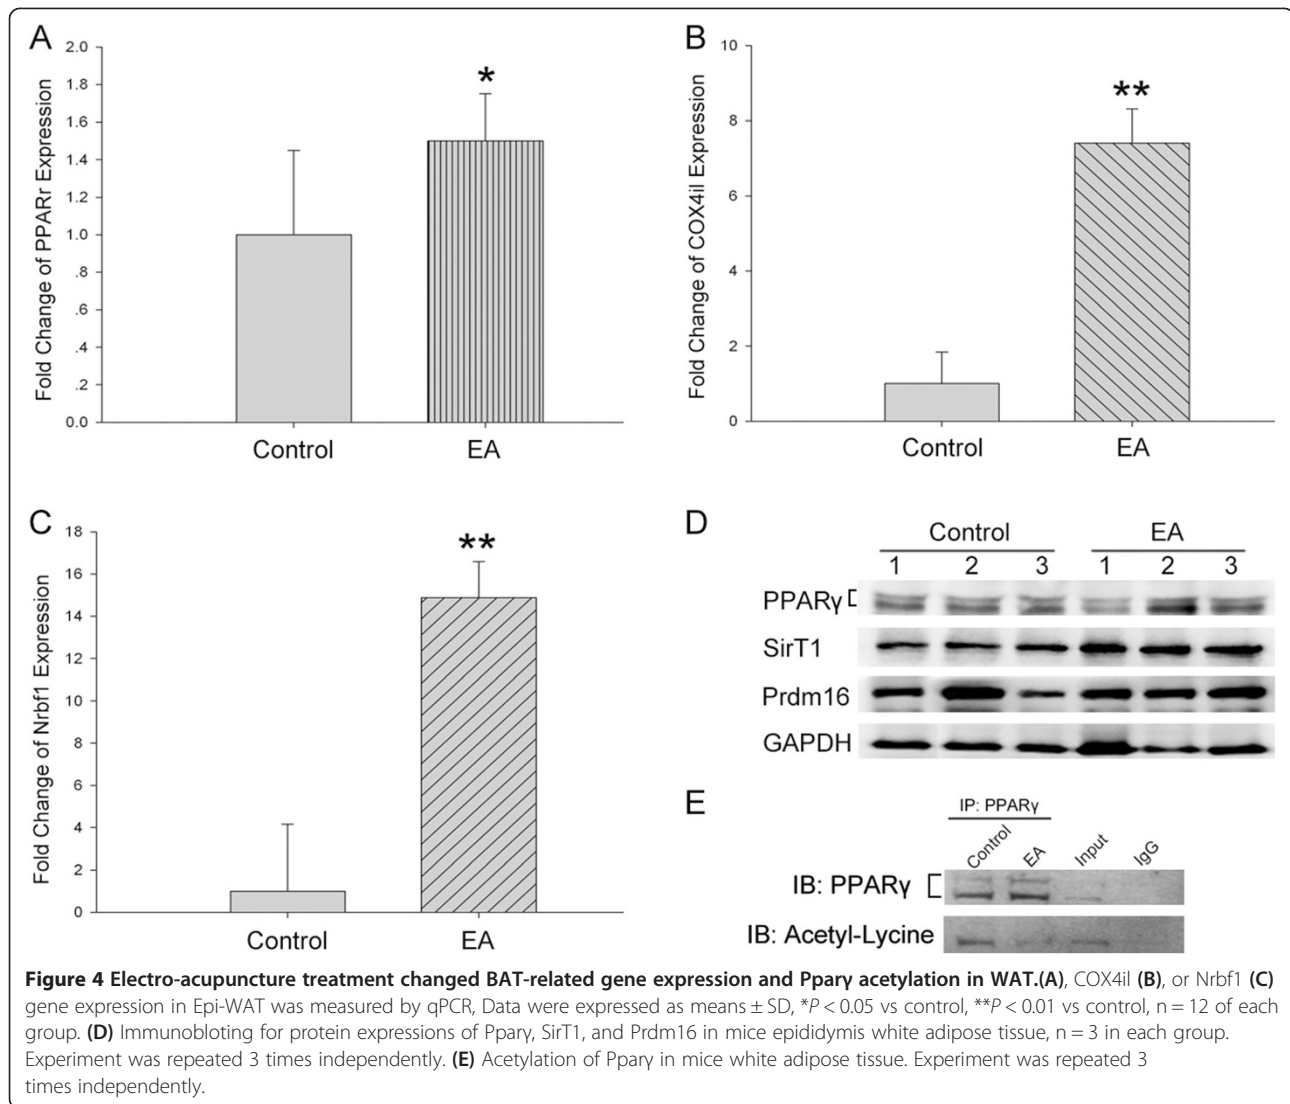 A
2.0
1.8
1.6
1.4
1.2
1.0
.8
.6
.4
.2
0.0
Fold Change of PPARr Expression
*
Control EA
B
10
8
6
4
2
0
Fold Change of COX4il Expression
**
Control EA
C
18
16
14
12
10
8
6
4
2
0
Fold Change of Nrbf1 Expression
**
Control EA
D
Control EA
1 2 3 1 2 3
PPARγ
SirT1
Prdm16
GAPDH
E
IP: PPARγ
Control EA Input IgG
IB: PPARγ
IB: Acetyl-Lycine
Figure 4 Electro-acupuncture treatment changed BAT-related gene expression and Pparγ acetylation in WAT.(A), COX4il (B), or Nrbf1 (C)
gene expression in Epi-WAT was measured by qPCR, Data were expressed as means ± SD, *P < 0.05 vs control, **P < 0.01 vs control, n = 12 of each
group. (D) Immunobloting for protein expressions of Pparγ, SirT1, and Prdm16 in mice epididymis white adipose tissue, n = 3 in each group.
Experiment was repeated 3 times independently. (E) Acetylation of Pparγ in mice white adipose tissue. Experiment was repeated 3
times independently.